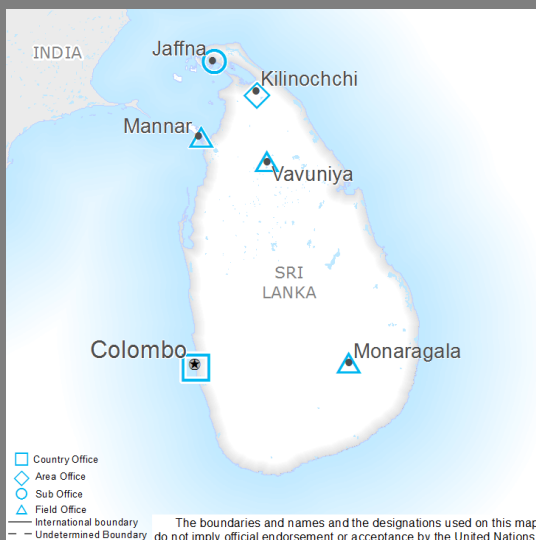 INDIA
Jaffna
Kilinochchi
Mannar
Vavuniya
SRI
LANKA
Colombo
Monaragala
Country Office
Area Office
Sub Office
Field Office
International boundary
Undetermined Boundary
The boundaries and names and the designations used on this map
do not imply official endorsement or acceptance by the United Nations